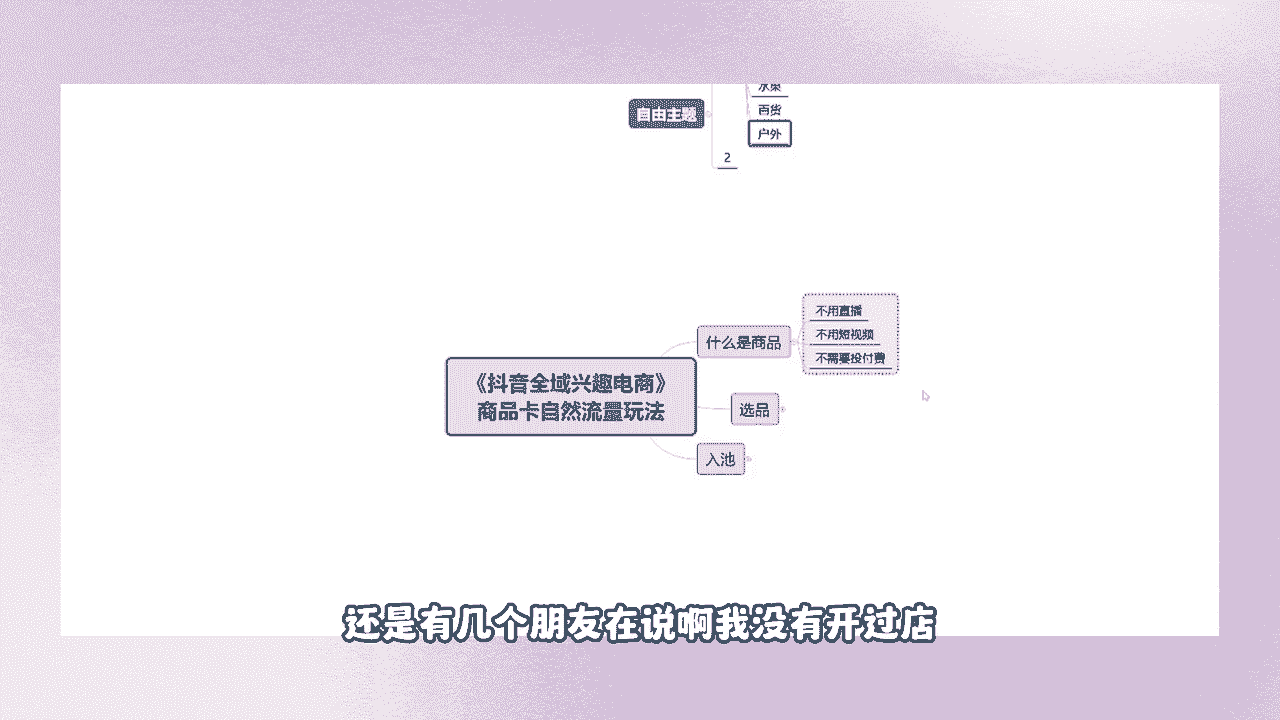 水果
百货
户外
自由主题
2
不用直播
不用短视频
不需要投付费
什么是商品
《抖音全域兴趣电商》
商品卡自然流量玩法
选品
入池
还是有几个朋友在说啊我没有开过店